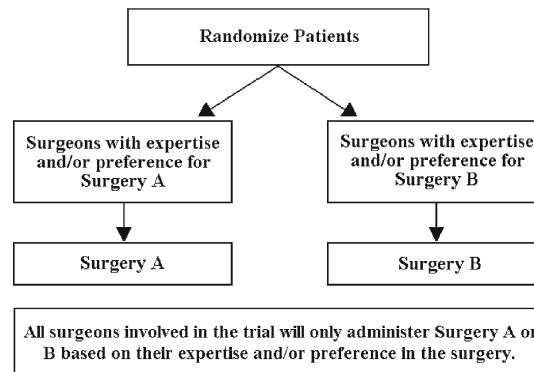 Randomize Patients
Surgeons with expertise
and/or preference for
Surgery A
Surgeons with expertise
and/or preference for
Surgery B
Surgery A
Surgery B
All surgeons involved in the trial will only administer Surgery A or
B based on their expertise and/or preference in the surgery.